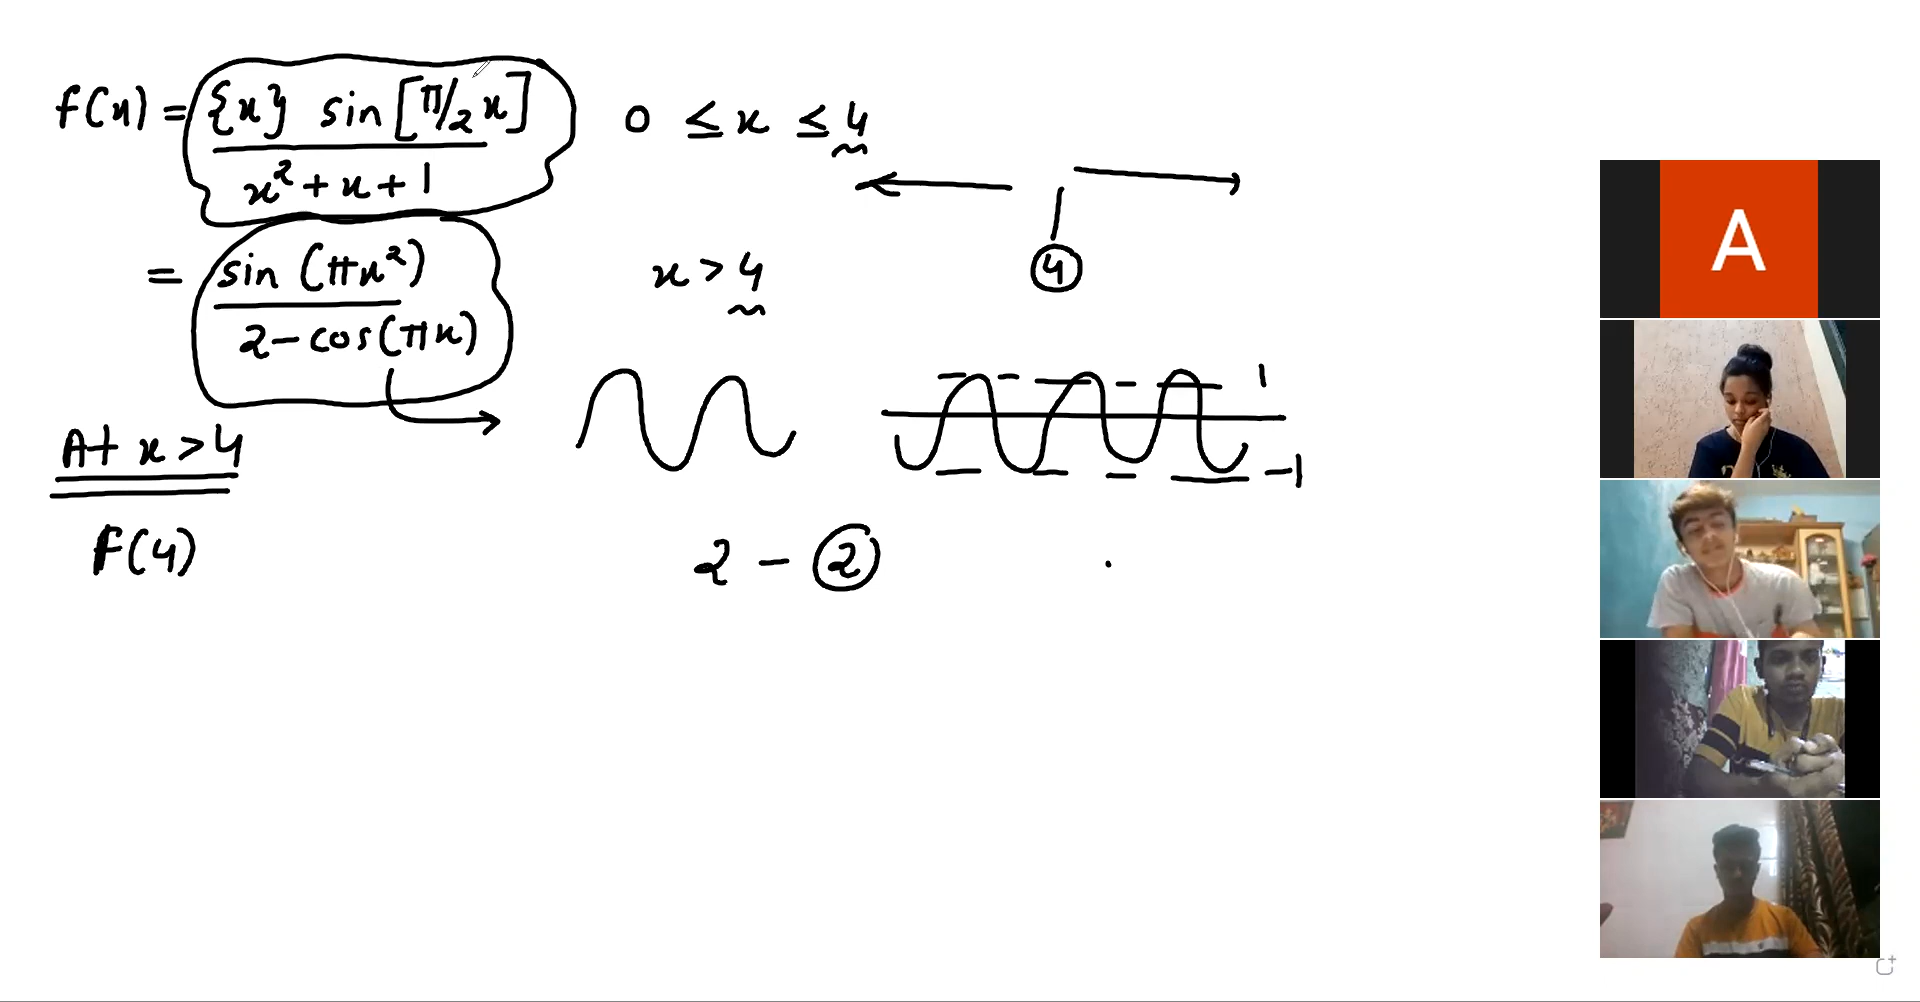 f(x) = {x} sin[π/2 x] / x² + x + 1   0 ≤ x ≤ 4
4
= sin(πx²) / 2 - cos(πx)   x > 4
1
-1
At x > 4
F(4)
2 - 2
A